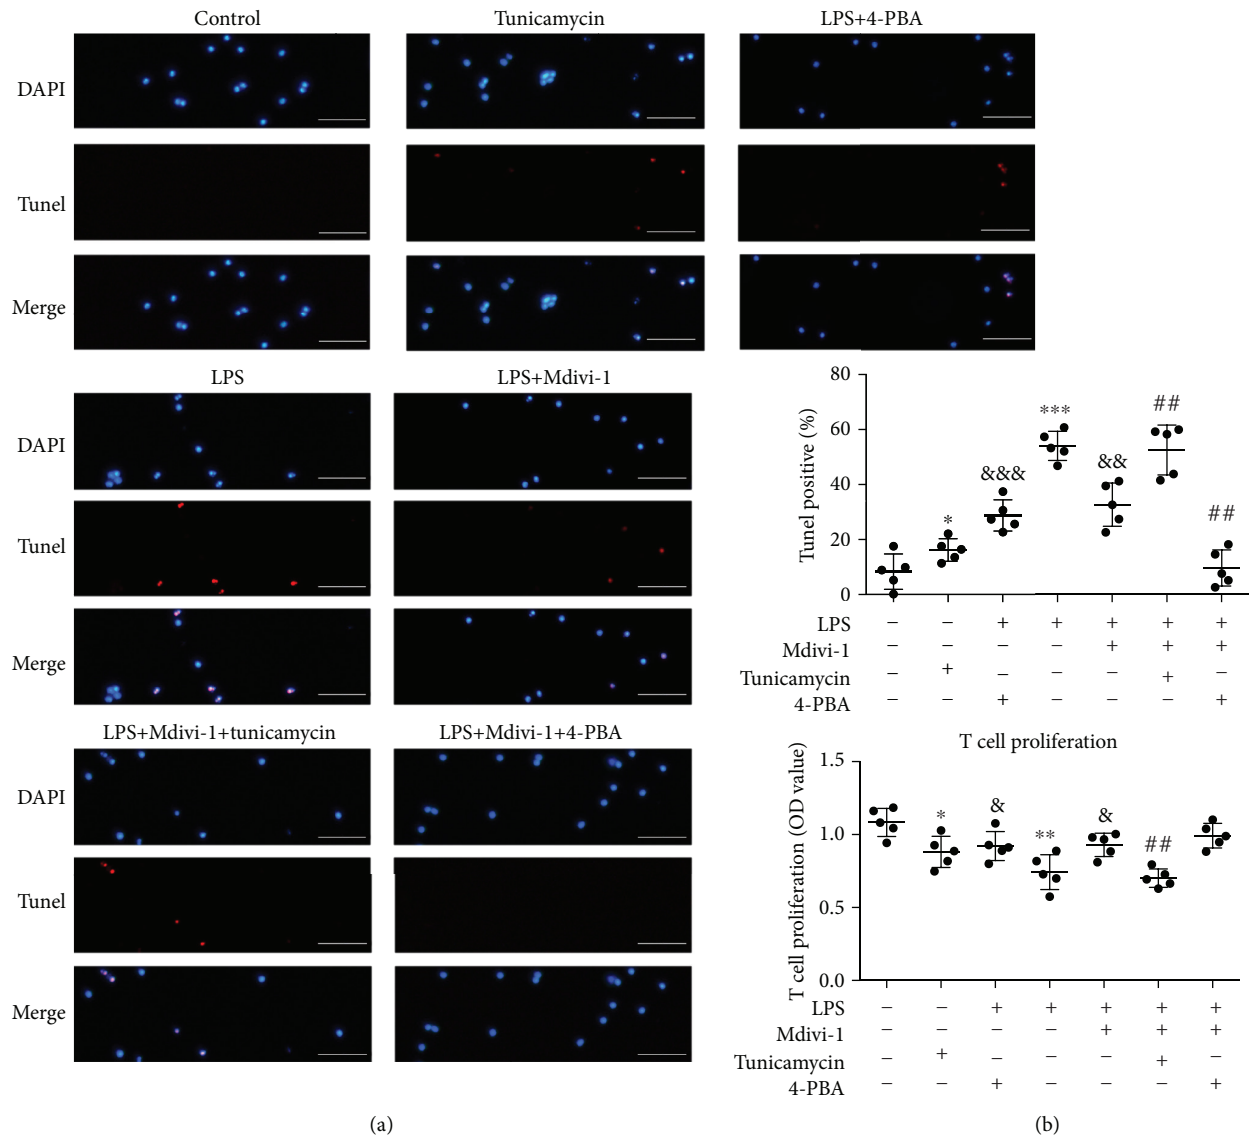 Control Tunicamycin LPS+4-PBA
DAPI
Tunel
Merge
LPS LPS+Mdivi-1
DAPI
Tunel
Merge
LPS+Mdivi-1+tunicamycin LPS+Mdivi-1+4-PBA
DAPI
Tunel
Merge
(a)
Tunel positive (%)
80
60
40
20
0
* &&& *** && ## ##
LPS – – + + + + +
Mdivi-1 – – – – + + +
Tunicamycin – + – – – + –
4-PBA – – + – – – +
T cell proliferation
T cell proliferation (OD value)
1.5
1.0
0.5
0.0
* & ** & ##
LPS – – + + + + +
Mdivi-1 – – – – + + +
Tunicamycin – + – – – + –
4-PBA – – + – – – +
(b)